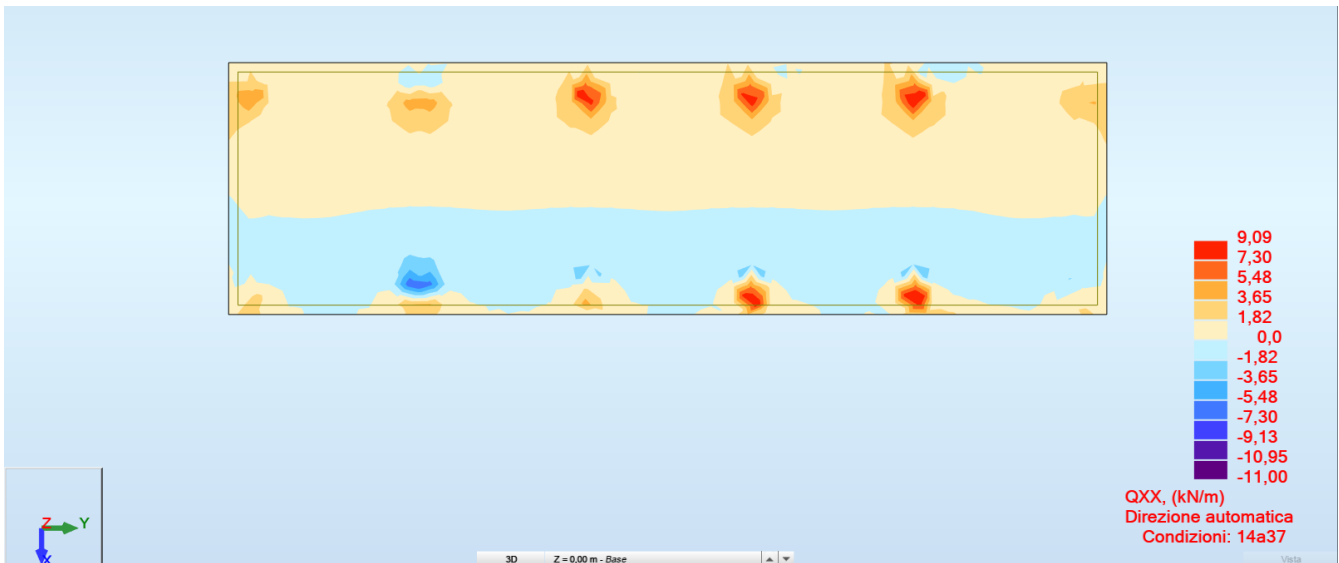 9,09
7,30
5,48
3,65
1,82
0,0
-1,82
-3,65
-5,48
-7,30
-9,13
-10,95
-11,00
QXX, (kN/m)
Direzione automatica
Condizioni: 14a37
Z Y
X
3D Z = 0,00 m - Base
Vista